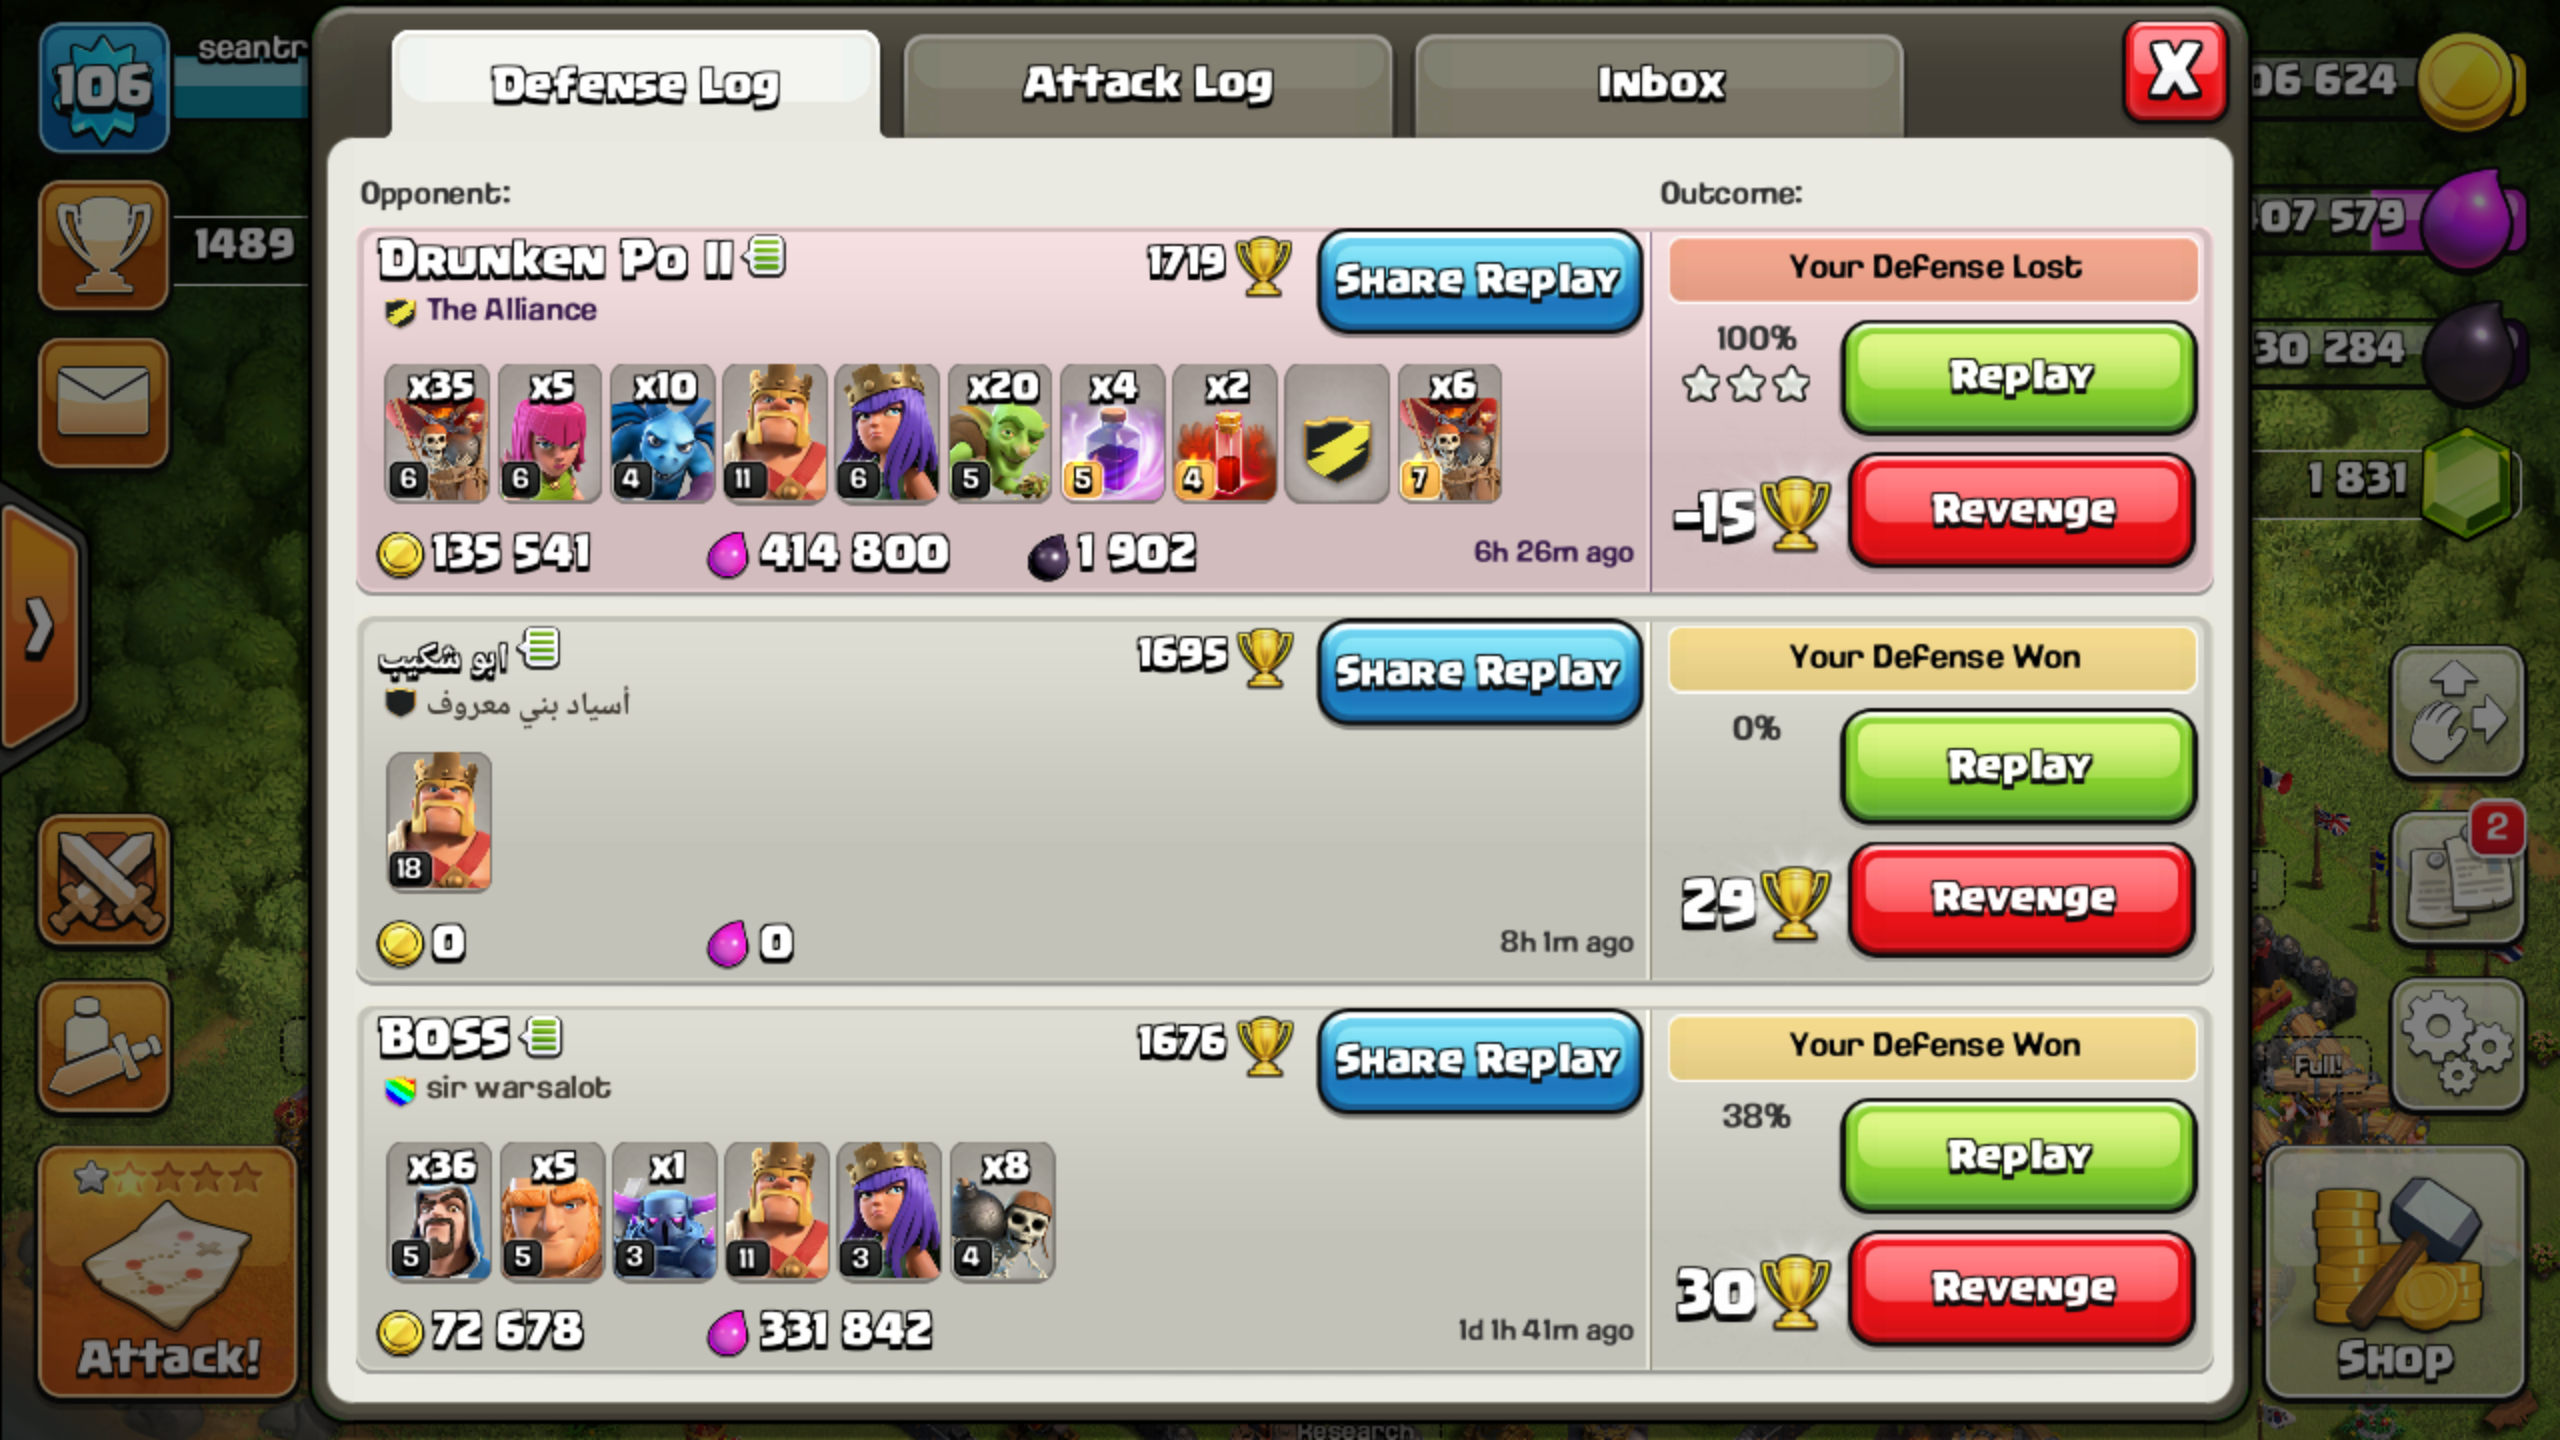 106
seantr
1489
Defense Log
Attack Log
Inbox
X
06 624
07 579
30 284
1 831
Opponent:
Outcome:
Drunken Po II
The Alliance
1719
Share Replay
Your Defense Lost
x35 x5 x10 x20 x4 x2 x6
6 6 4 11 6 5 5 4 7
135 541
414 800
1 902
6h 26m ago
100%
Replay
-15
Revenge
ابو شكيب
أسياد بني معروف
1695
Share Replay
Your Defense Won
18
0
0
8h 1m ago
0%
Replay
29
Revenge
BOSS
sir warsalot
1676
Share Replay
Your Defense Won
x36 x5 x1 x8
5 5 3 11 3 4
72 678
331 842
1d 1h 41m ago
38%
Replay
30
Revenge
Attack!
2
Full!
Shop
Research